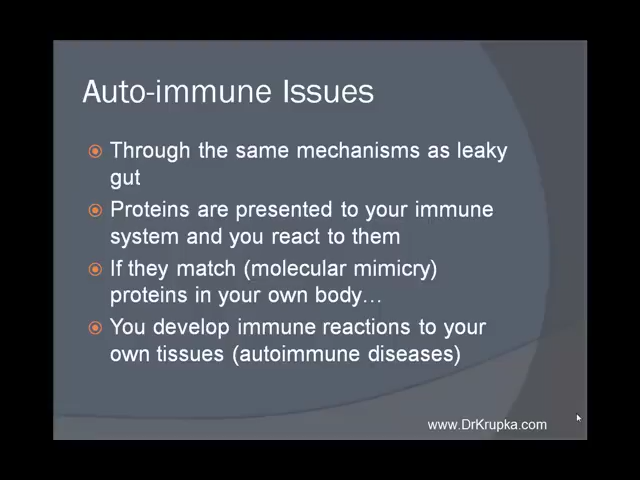 Auto-immune Issues
Through the same mechanisms as leaky
gut
Proteins are presented to your immune
system and you react to them
If they match (molecular mimicry)
proteins in your own body…
You develop immune reactions to your
own tissues (autoimmune diseases)
www.DrKrupka.com